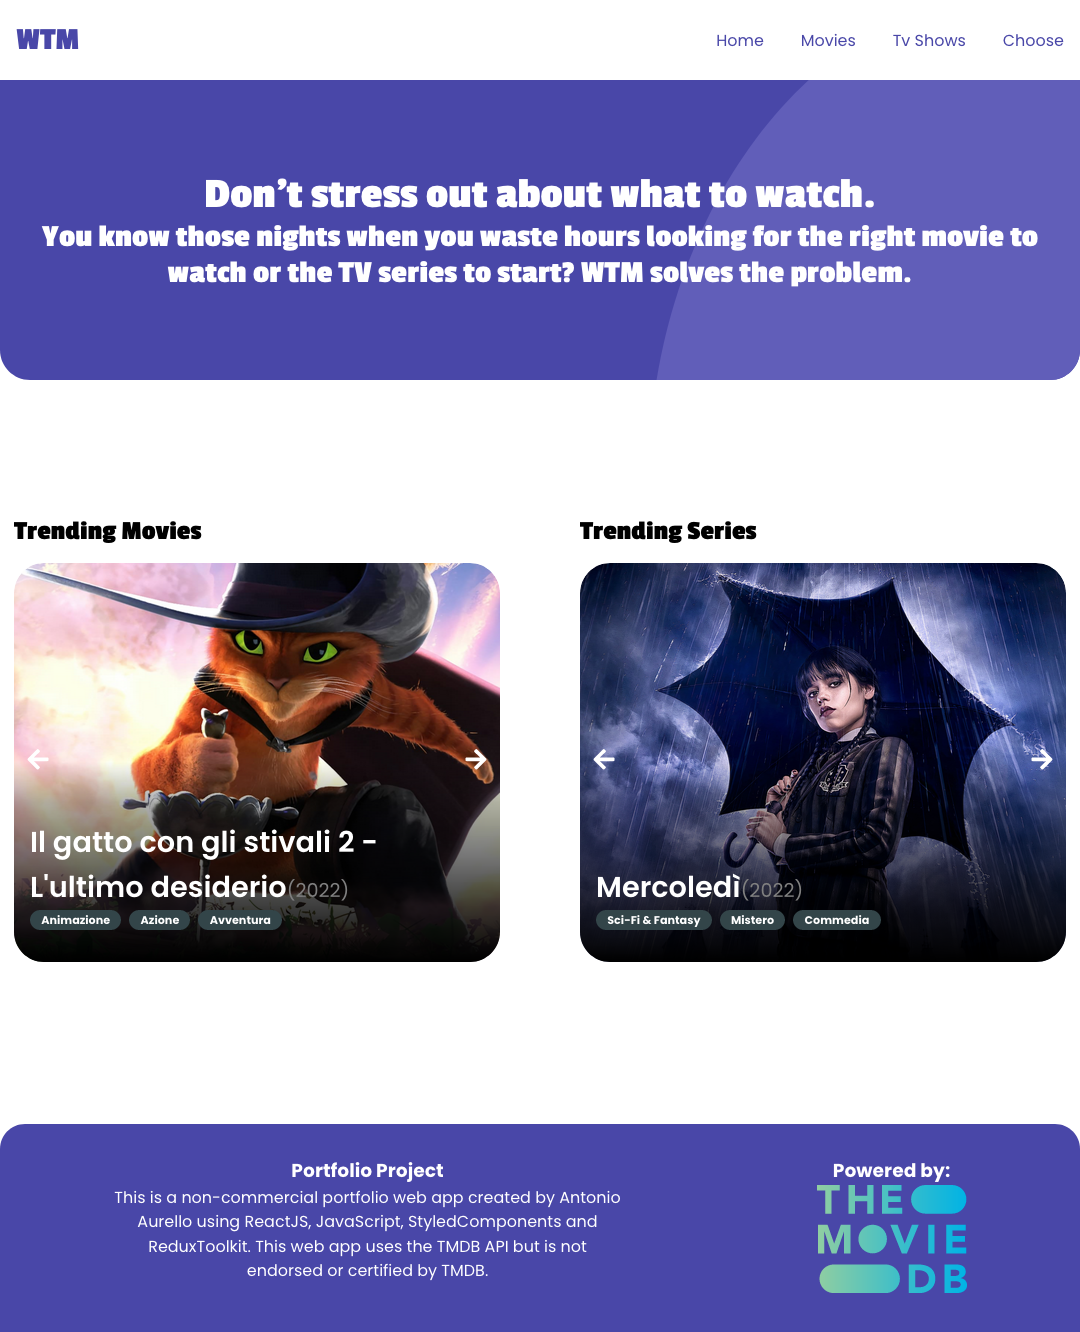 WTM
Home Movies Tv Shows Choose
Don’t stress out about what to watch.
You know those nights when you waste hours looking for the right movie to
watch or the TV series to start? WTM solves the problem.
Trending Movies
Il gatto con gli stivali 2 -
L'ultimo desiderio(2022)
Animazione Azione Avventura
Trending Series
Mercoledì(2022)
Sci-Fi & Fantasy Mistero Commedia
Portfolio Project
This is a non-commercial portfolio web app created by Antonio
Aurello using ReactJS, JavaScript, StyledComponents and
ReduxToolkit. This web app uses the TMDB API but is not
endorsed or certified by TMDB.
Powered by:
THE
MOVIE
DB